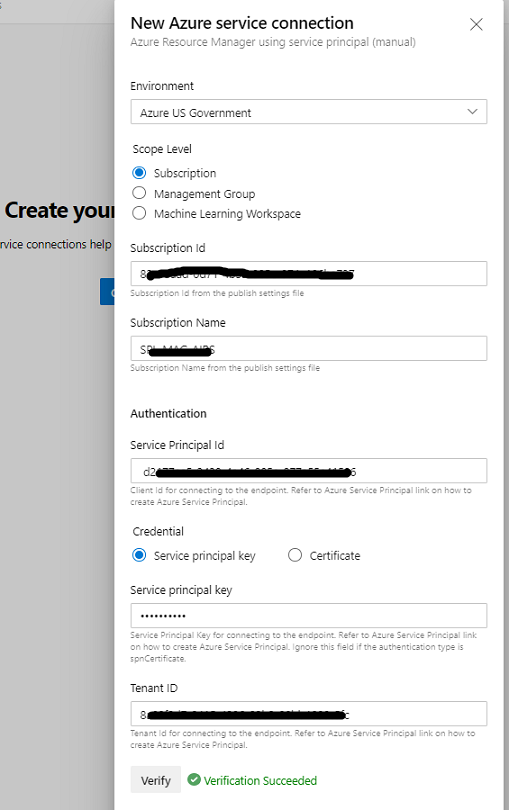 New Azure service connection
Azure Resource Manager using service principal (manual)
Environment
Azure US Government
Scope Level
Subscription
Management Group
Create your
Machine Learning Workspace
rvice connections help
Subscription Id
Subscription Id from the publish settings file
Subscription Name
Subscription Name from the publish settings file
Authentication
Service Principal Id
Client Id for connecting to the endpoint. Refer to Azure Service Principal link on how to
create Azure Service Principal.
Credential
Service principal key
Certificate
Service principal key
••••••••••
Service Principal Key for connecting to the endpoint. Refer to Azure Service Principal link
on how to create Azure Service Principal. Ignore this field if the authentication type is
spnCertificate.
Tenant ID
Tenant Id for connecting to the endpoint. Refer to Azure Service Principal link on how to
create Azure Service Principal.
Verify
Verification Succeeded